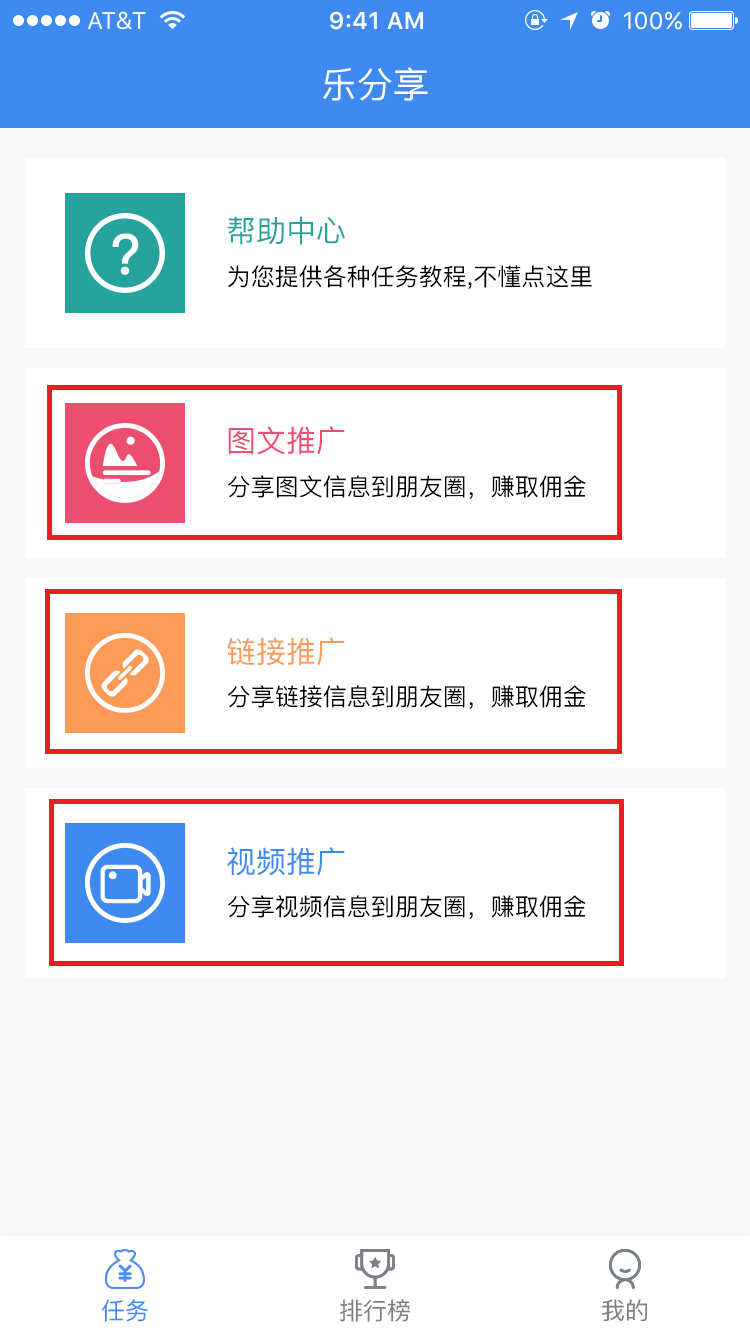 AT&T 9:41 AM 100%
乐分享
帮助中心
为您提供各种任务教程,不懂点这里
图文推广
分享图文信息到朋友圈，赚取佣金
链接推广
分享链接信息到朋友圈，赚取佣金
视频推广
分享视频信息到朋友圈，赚取佣金
任务 排行榜 我的